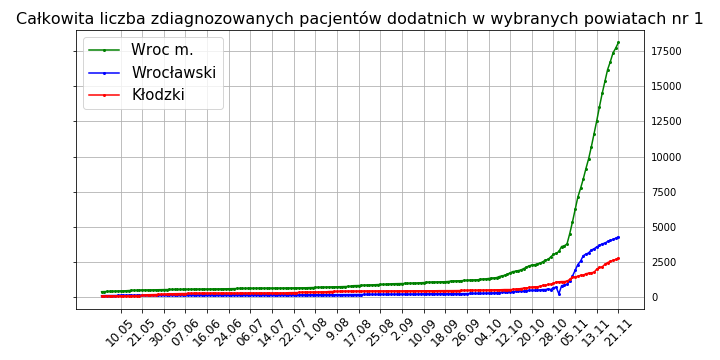 Całkowita liczba zdiagnozowanych pacjentów dodatnich w wybranych powiatach nr 1
Wroc m.
Wrocławski
Kłodzki
17500
15000
12500
10000
7500
5000
2500
0
10.05 21.05 30.05 07.06 16.06 24.06 06.07 14.07 22.07 1.08 9.08 17.08 25.08 2.09 10.09 18.09 26.09 04.10 12.10 20.10 28.10 05.11 13.11 21.11